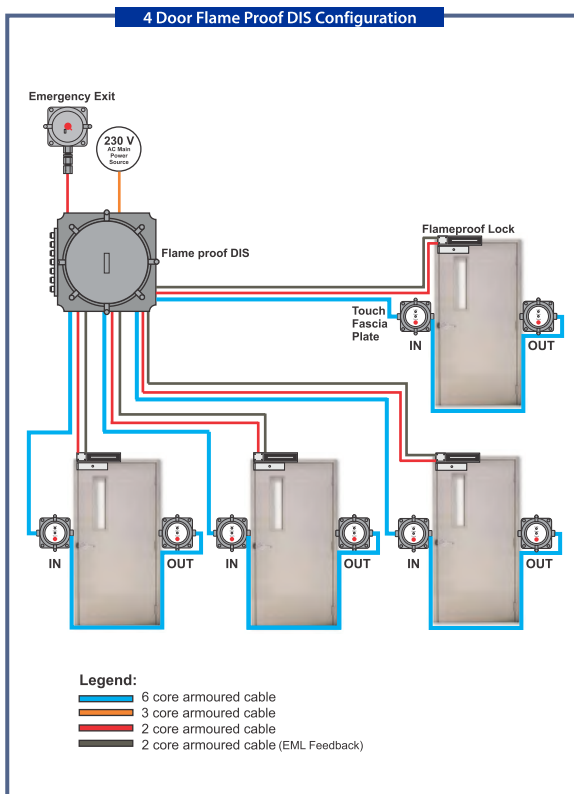 4 Door Flame Proof DIS Configuration
Emergency Exit
230 V
AC Main
Power
Source
Flame proof DIS
Flameproof Lock
Touch
Fascia
Plate
IN
OUT
IN
OUT
IN
OUT
IN
OUT
Legend:
6 core armoured cable
3 core armoured cable
2 core armoured cable
2 core armoured cable (EML Feedback)